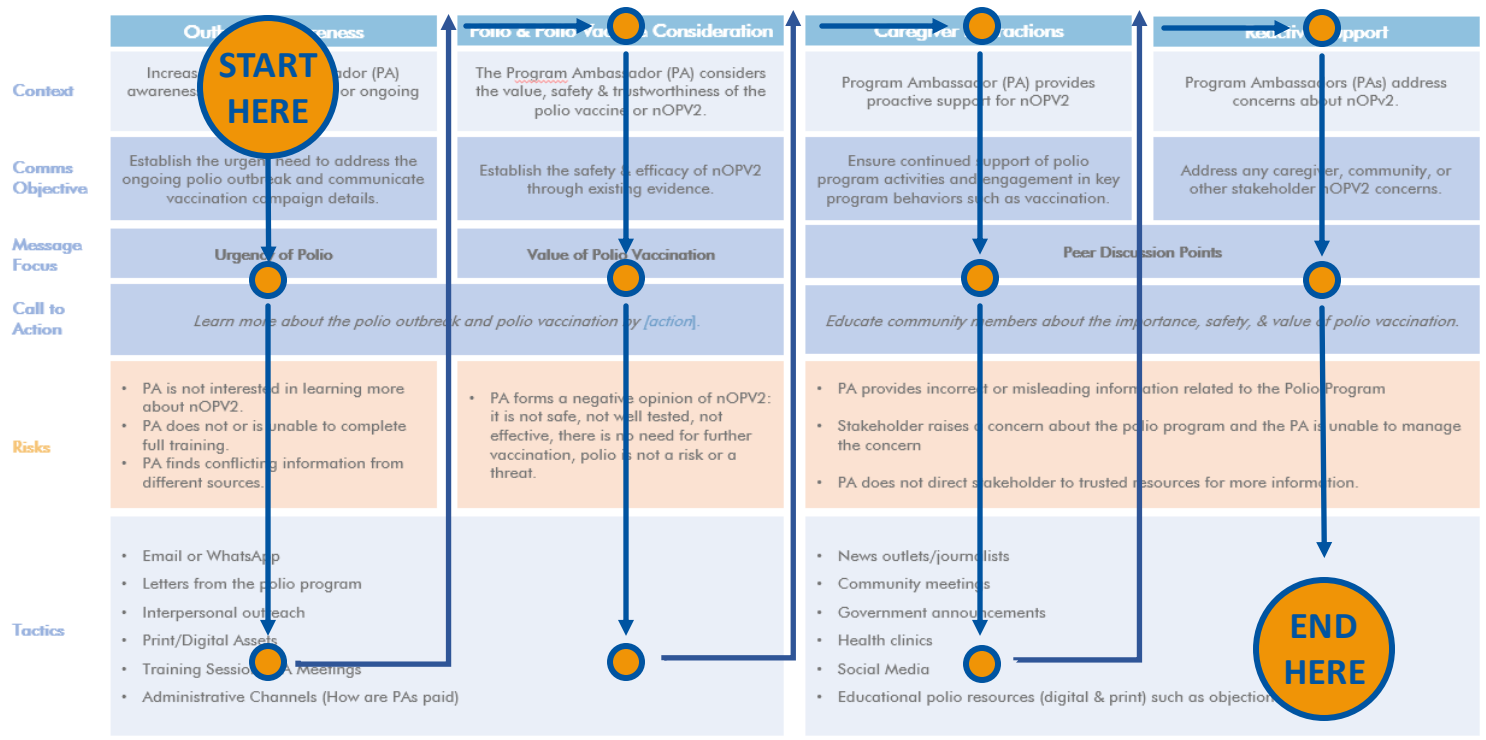 START
HERE
Polio & Polio Consideration
Caregiver
Support
Context
ador (PA)
awareness or ongoing
The Program Ambassador (PA) considers
the value, safety & trustworthiness of the
polio vaccine or nOPV2.
Program Ambassador (PA) provides
proactive support for nOPV2
Program Ambassadors (PAs) address
concerns about nOPv2.
Comms
Objective
Establish the urgent need to address the
ongoing polio outbreak and communicate
vaccination campaign details.
Establish the safety & efficacy of nOPV2
through existing evidence.
Ensure continued support of polio
program activities and engagement in key
program behaviors such as vaccination.
Address any caregiver, community, or
other stakeholder nOPV2 concerns.
Message
Focus
Urgency of Polio
Value of Polio Vaccination
Peer Discussion Points
Call to
Action
Learn more about the polio outbreak and polio vaccination by [action].
Educate community members about the importance, safety, & value of polio vaccination.
Risks
• PA is not interested in learning more
about nOPV2.
• PA does not or is unable to complete
full training.
• PA finds conflicting information from
different sources.
• PA forms a negative opinion of nOPV2:
it is not safe, not well tested, not
effective, there is no need for further
vaccination, polio is not a risk or a
threat.
• PA provides incorrect or misleading information related to the Polio Program
• Stakeholder raises a concern about the polio program and the PA is unable to manage
the concern
• PA does not direct stakeholder to trusted resources for more information.
Tactics
• Email or WhatsApp
• Letters from the polio program
• Interpersonal outreach
• Print/Digital Assets
• Training Sessions Meetings
• Administrative Channels (How are PAs paid)
• News outlets/journalists
• Community meetings
• Government announcements
• Health clinics
• Social Media
• Educational polio resources (digital & print) such as objection
END
HERE